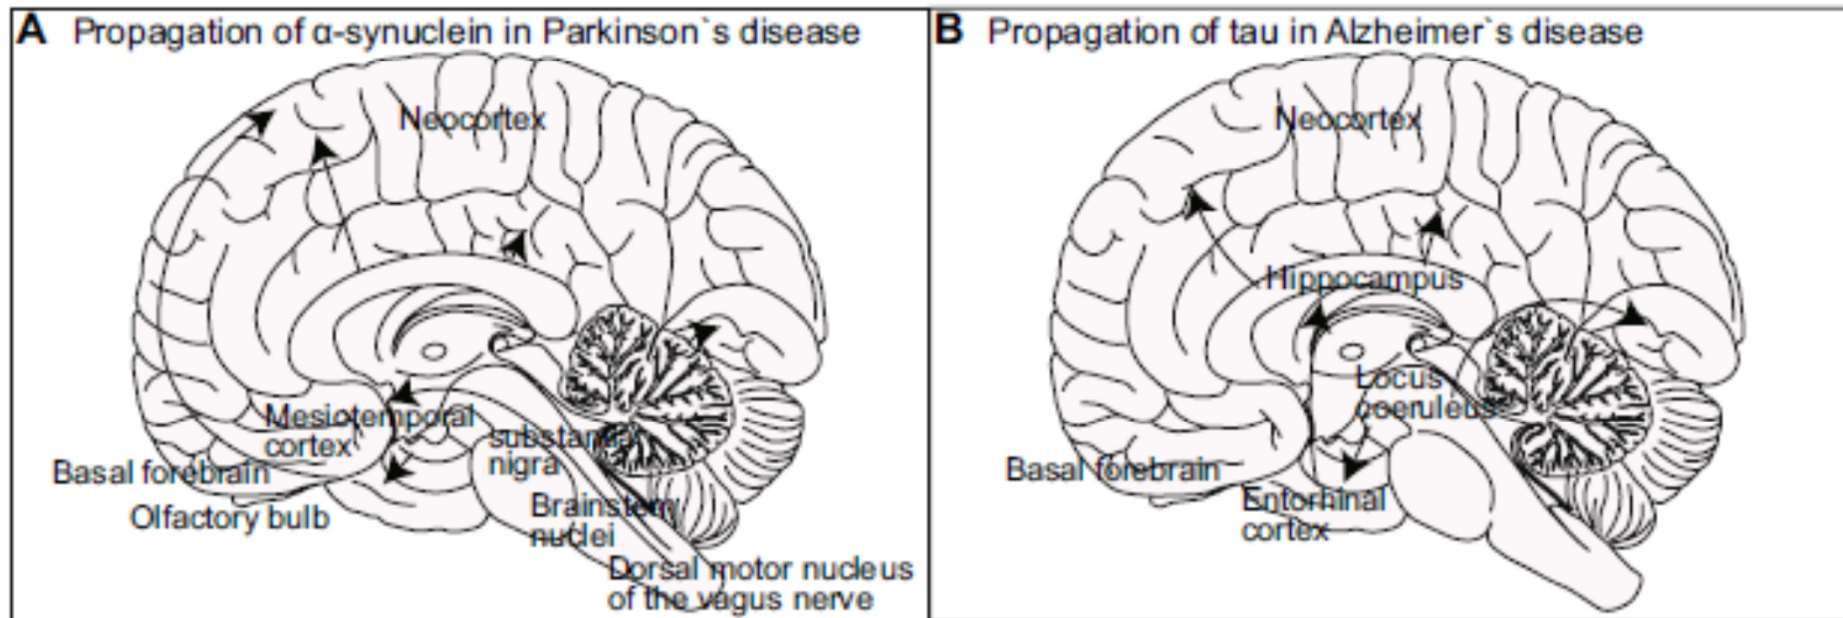 A Propagation of α-synuclein in Parkinson`s disease
Neocortex
Mesiotemporal
cortex
substantia
nigra
Basal forebrain
Olfactory bulb
Brainstem
nuclei
Dorsal motor nucleus
of the vagus nerve
B Propagation of tau in Alzheimer`s disease
Neocortex
Hippocampus
Locus
coeruleus
Basal forebrain
Entorhinal
cortex